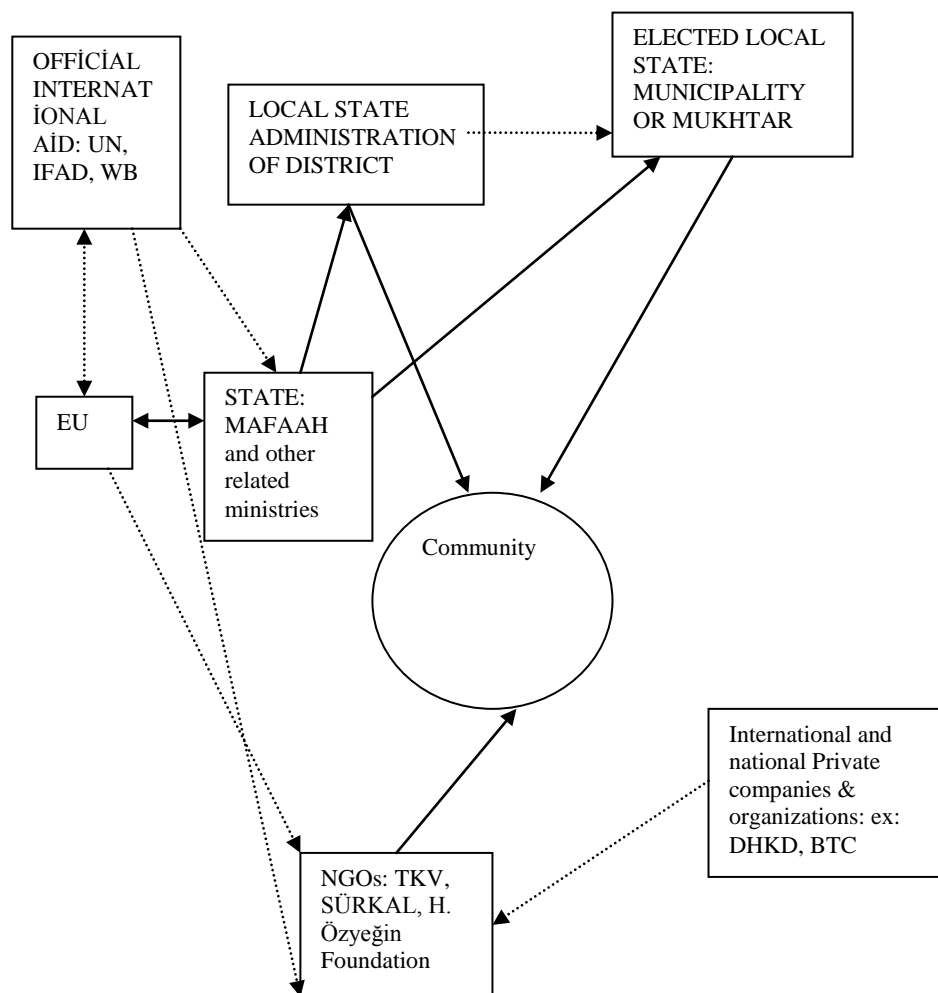 OFFİCİAL
INTERNAT
İONAL
AİD: UN,
IFAD, WB
LOCAL STATE
ADMINISTRATION
OF DISTRICT
ELECTED LOCAL
STATE:
MUNICIPALITY
OR MUKHTAR
EU
STATE:
MAFAAH
and other
related
ministries
Community
International and
national Private
companies &
organizations: ex:
DHKD, BTC
NGOs: TKV,
SÜRKAL, H.
Özyeğin
Foundation